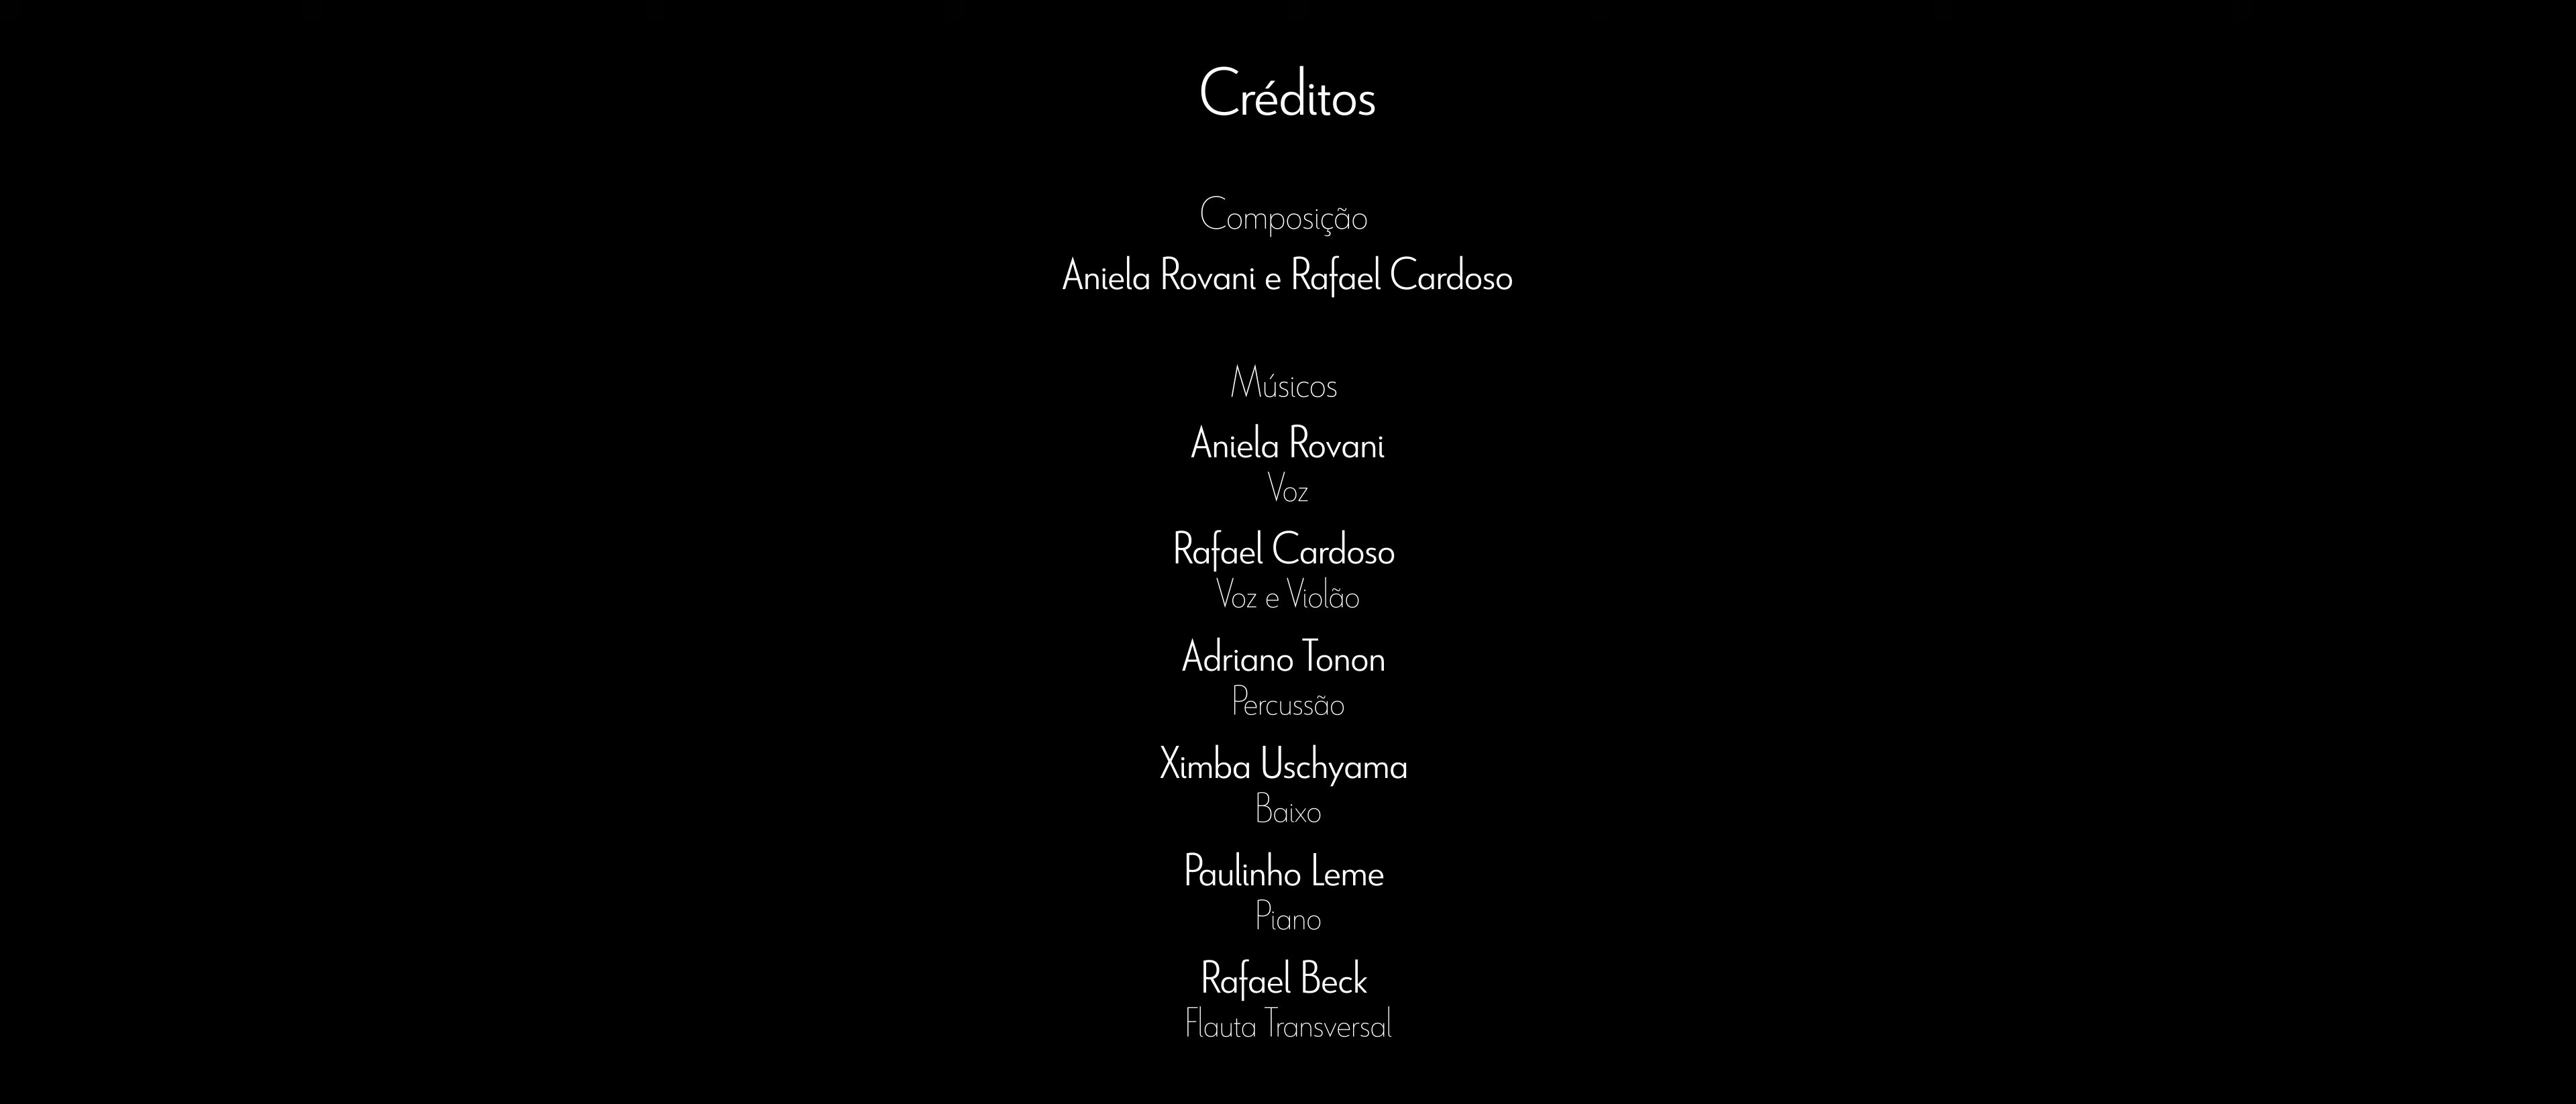 Créditos
Composição
Aniela Rovani e Rafael Cardoso
Músicos
Aniela Rovani
Voz
Rafael Cardoso
Voz e Violão
Adriano Tonon
Percussão
Ximba Uschyama
Baixo
Paulinho Leme
Piano
Rafael Beck
Flauta Transversal